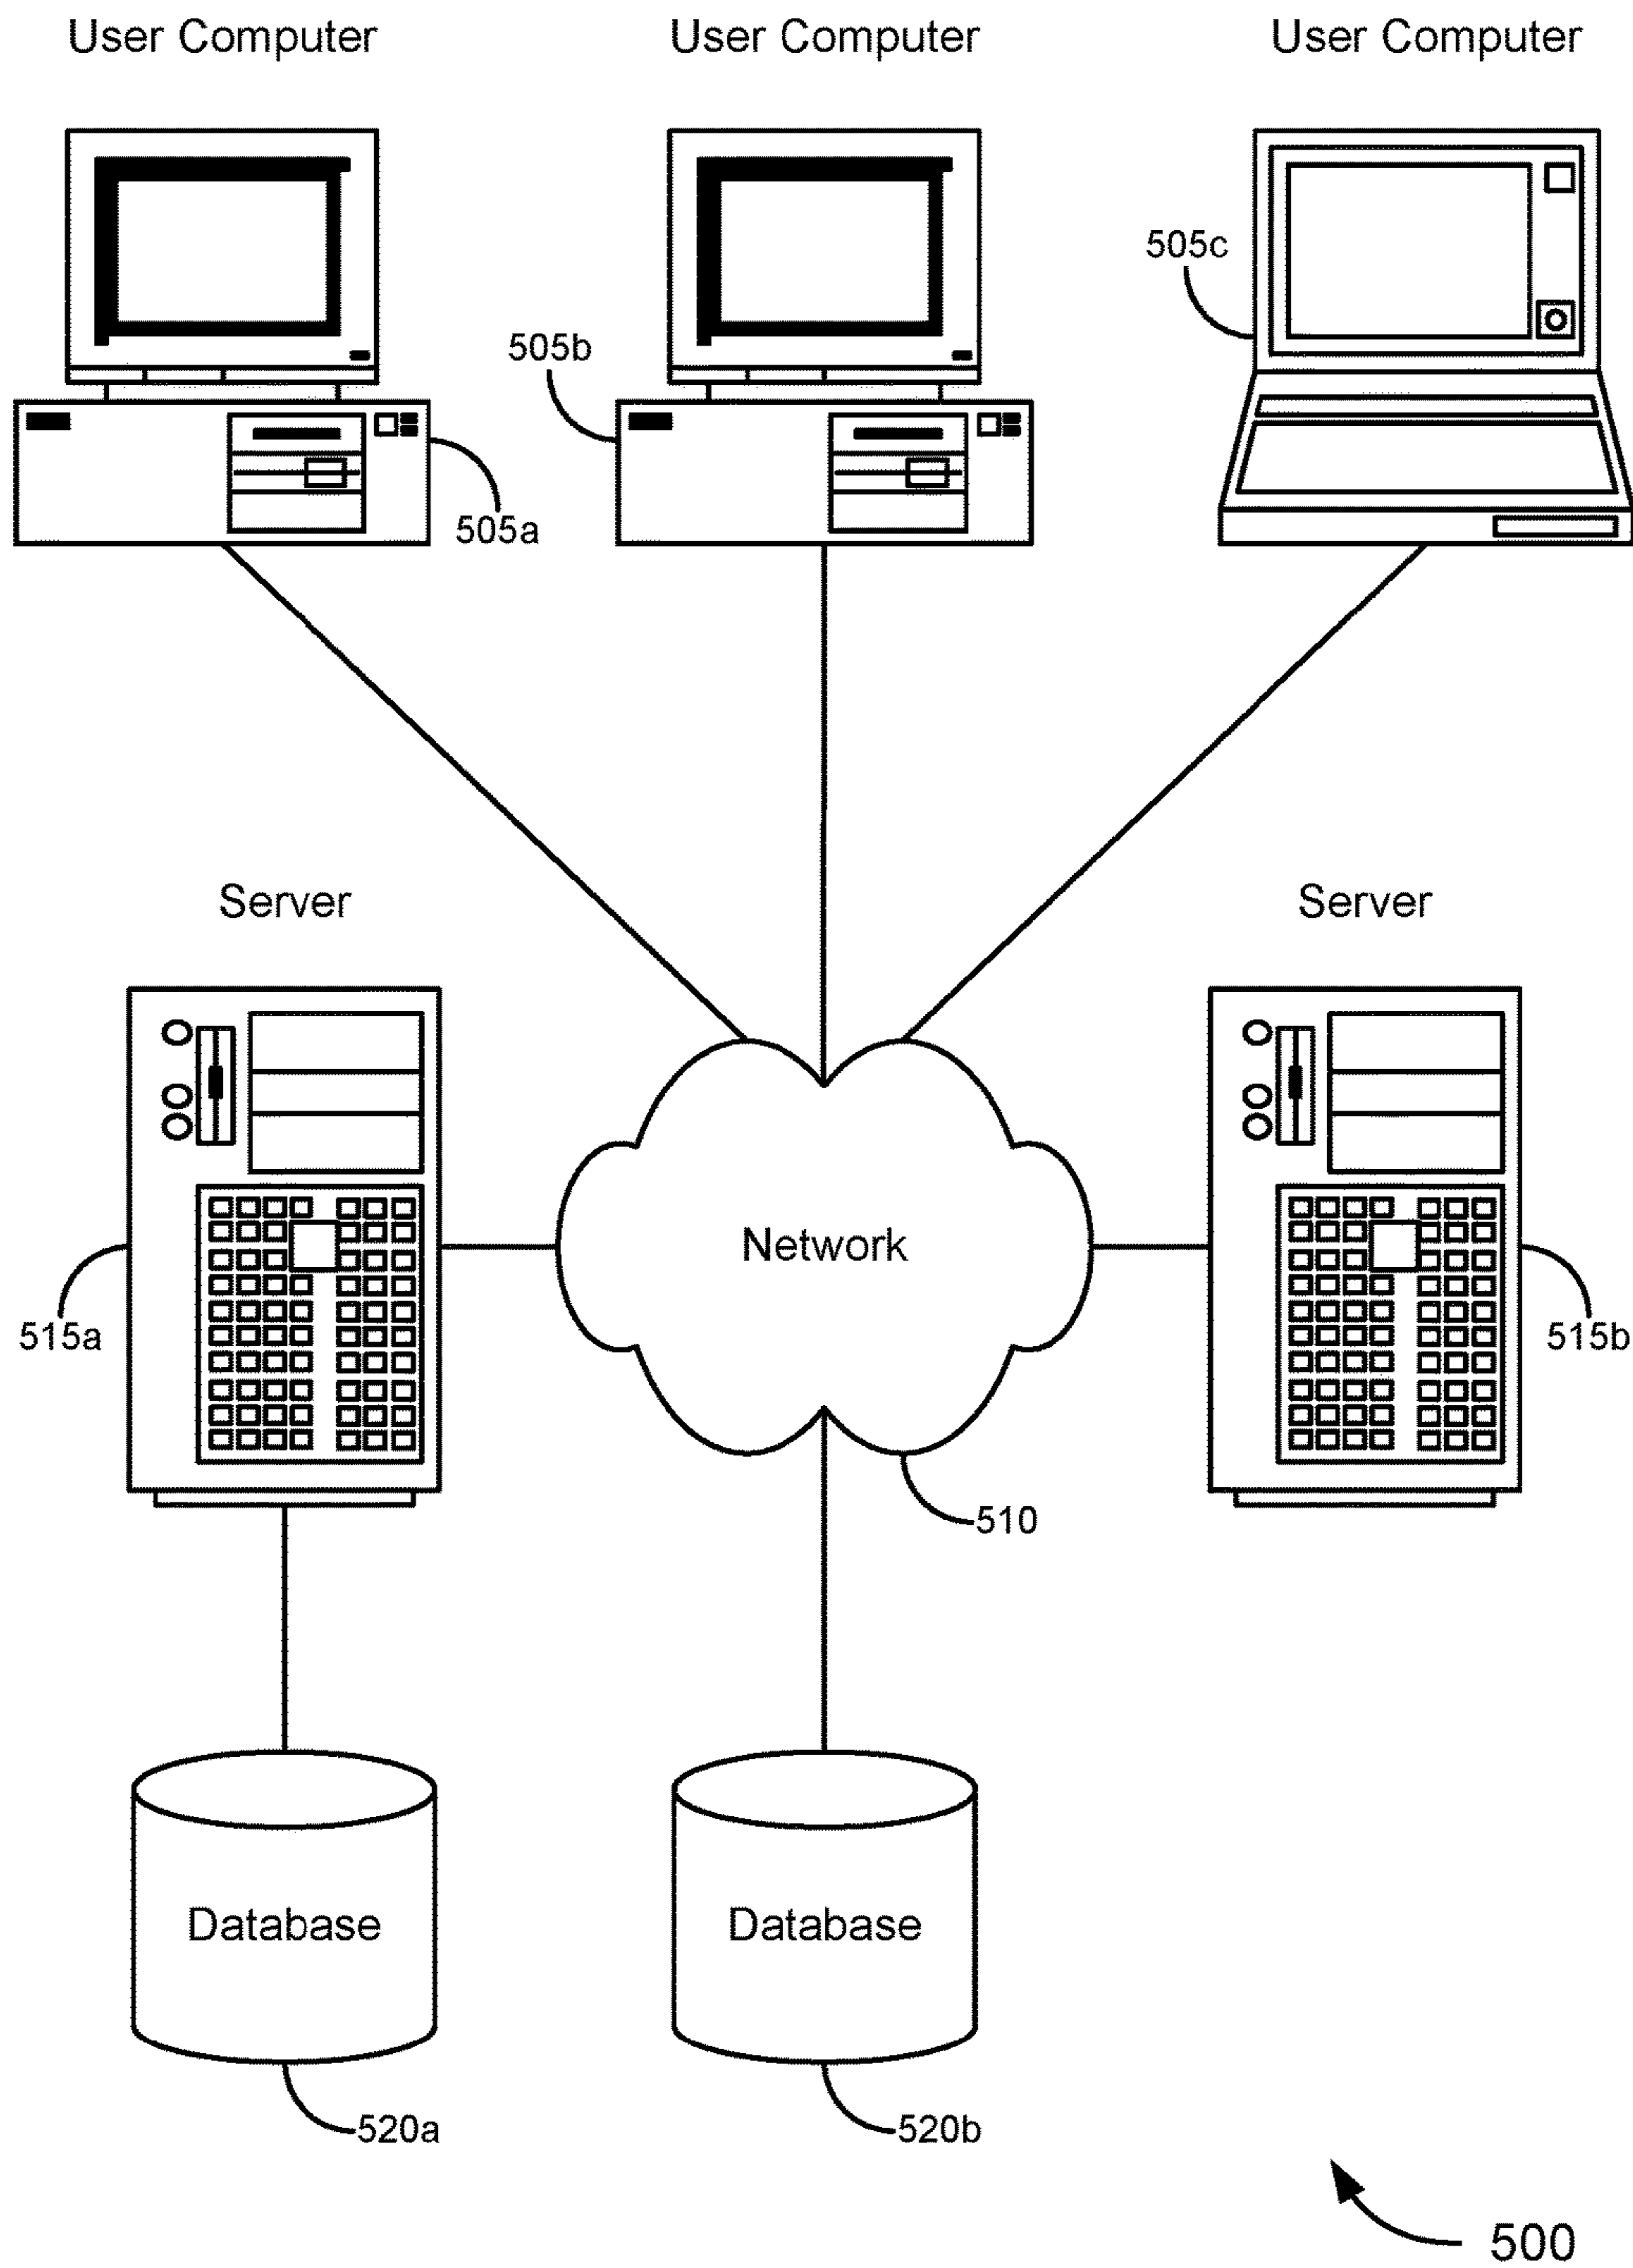 User Computer
User Computer
User Computer
505c
505b
505a
Server
Server
Network
515a
515b
510
Database
Database
520a
520b
500